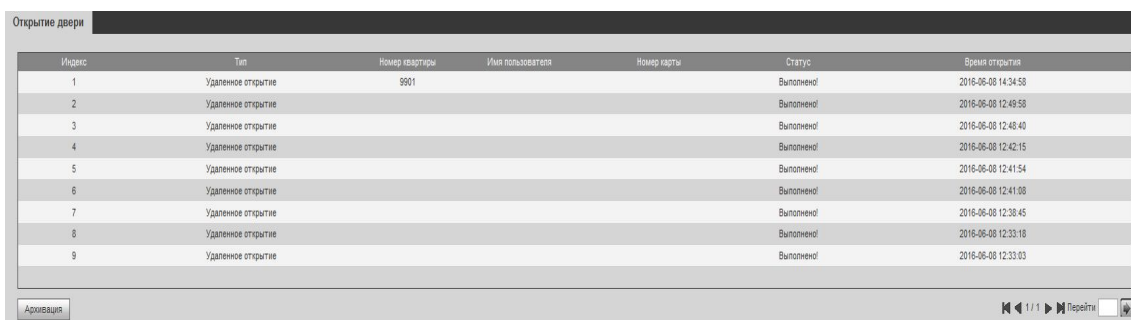 Открытие двери
Индекс Тип Номер квартиры Имя пользователя Номер карты Статус Время открытия
1 Удаленное открытие 9901 Выполнено! 2016-06-08 14:34:58
2 Удаленное открытие Выполнено! 2016-06-08 12:49:58
3 Удаленное открытие Выполнено! 2016-06-08 12:48:40
4 Удаленное открытие Выполнено! 2016-06-08 12:42:15
5 Удаленное открытие Выполнено! 2016-06-08 12:41:54
6 Удаленное открытие Выполнено! 2016-06-08 12:41:08
7 Удаленное открытие Выполнено! 2016-06-08 12:38:45
8 Удаленное открытие Выполнено! 2016-06-08 12:33:18
9 Удаленное открытие Выполнено! 2016-06-08 12:33:03
Архивация 1 / 1 Перейти